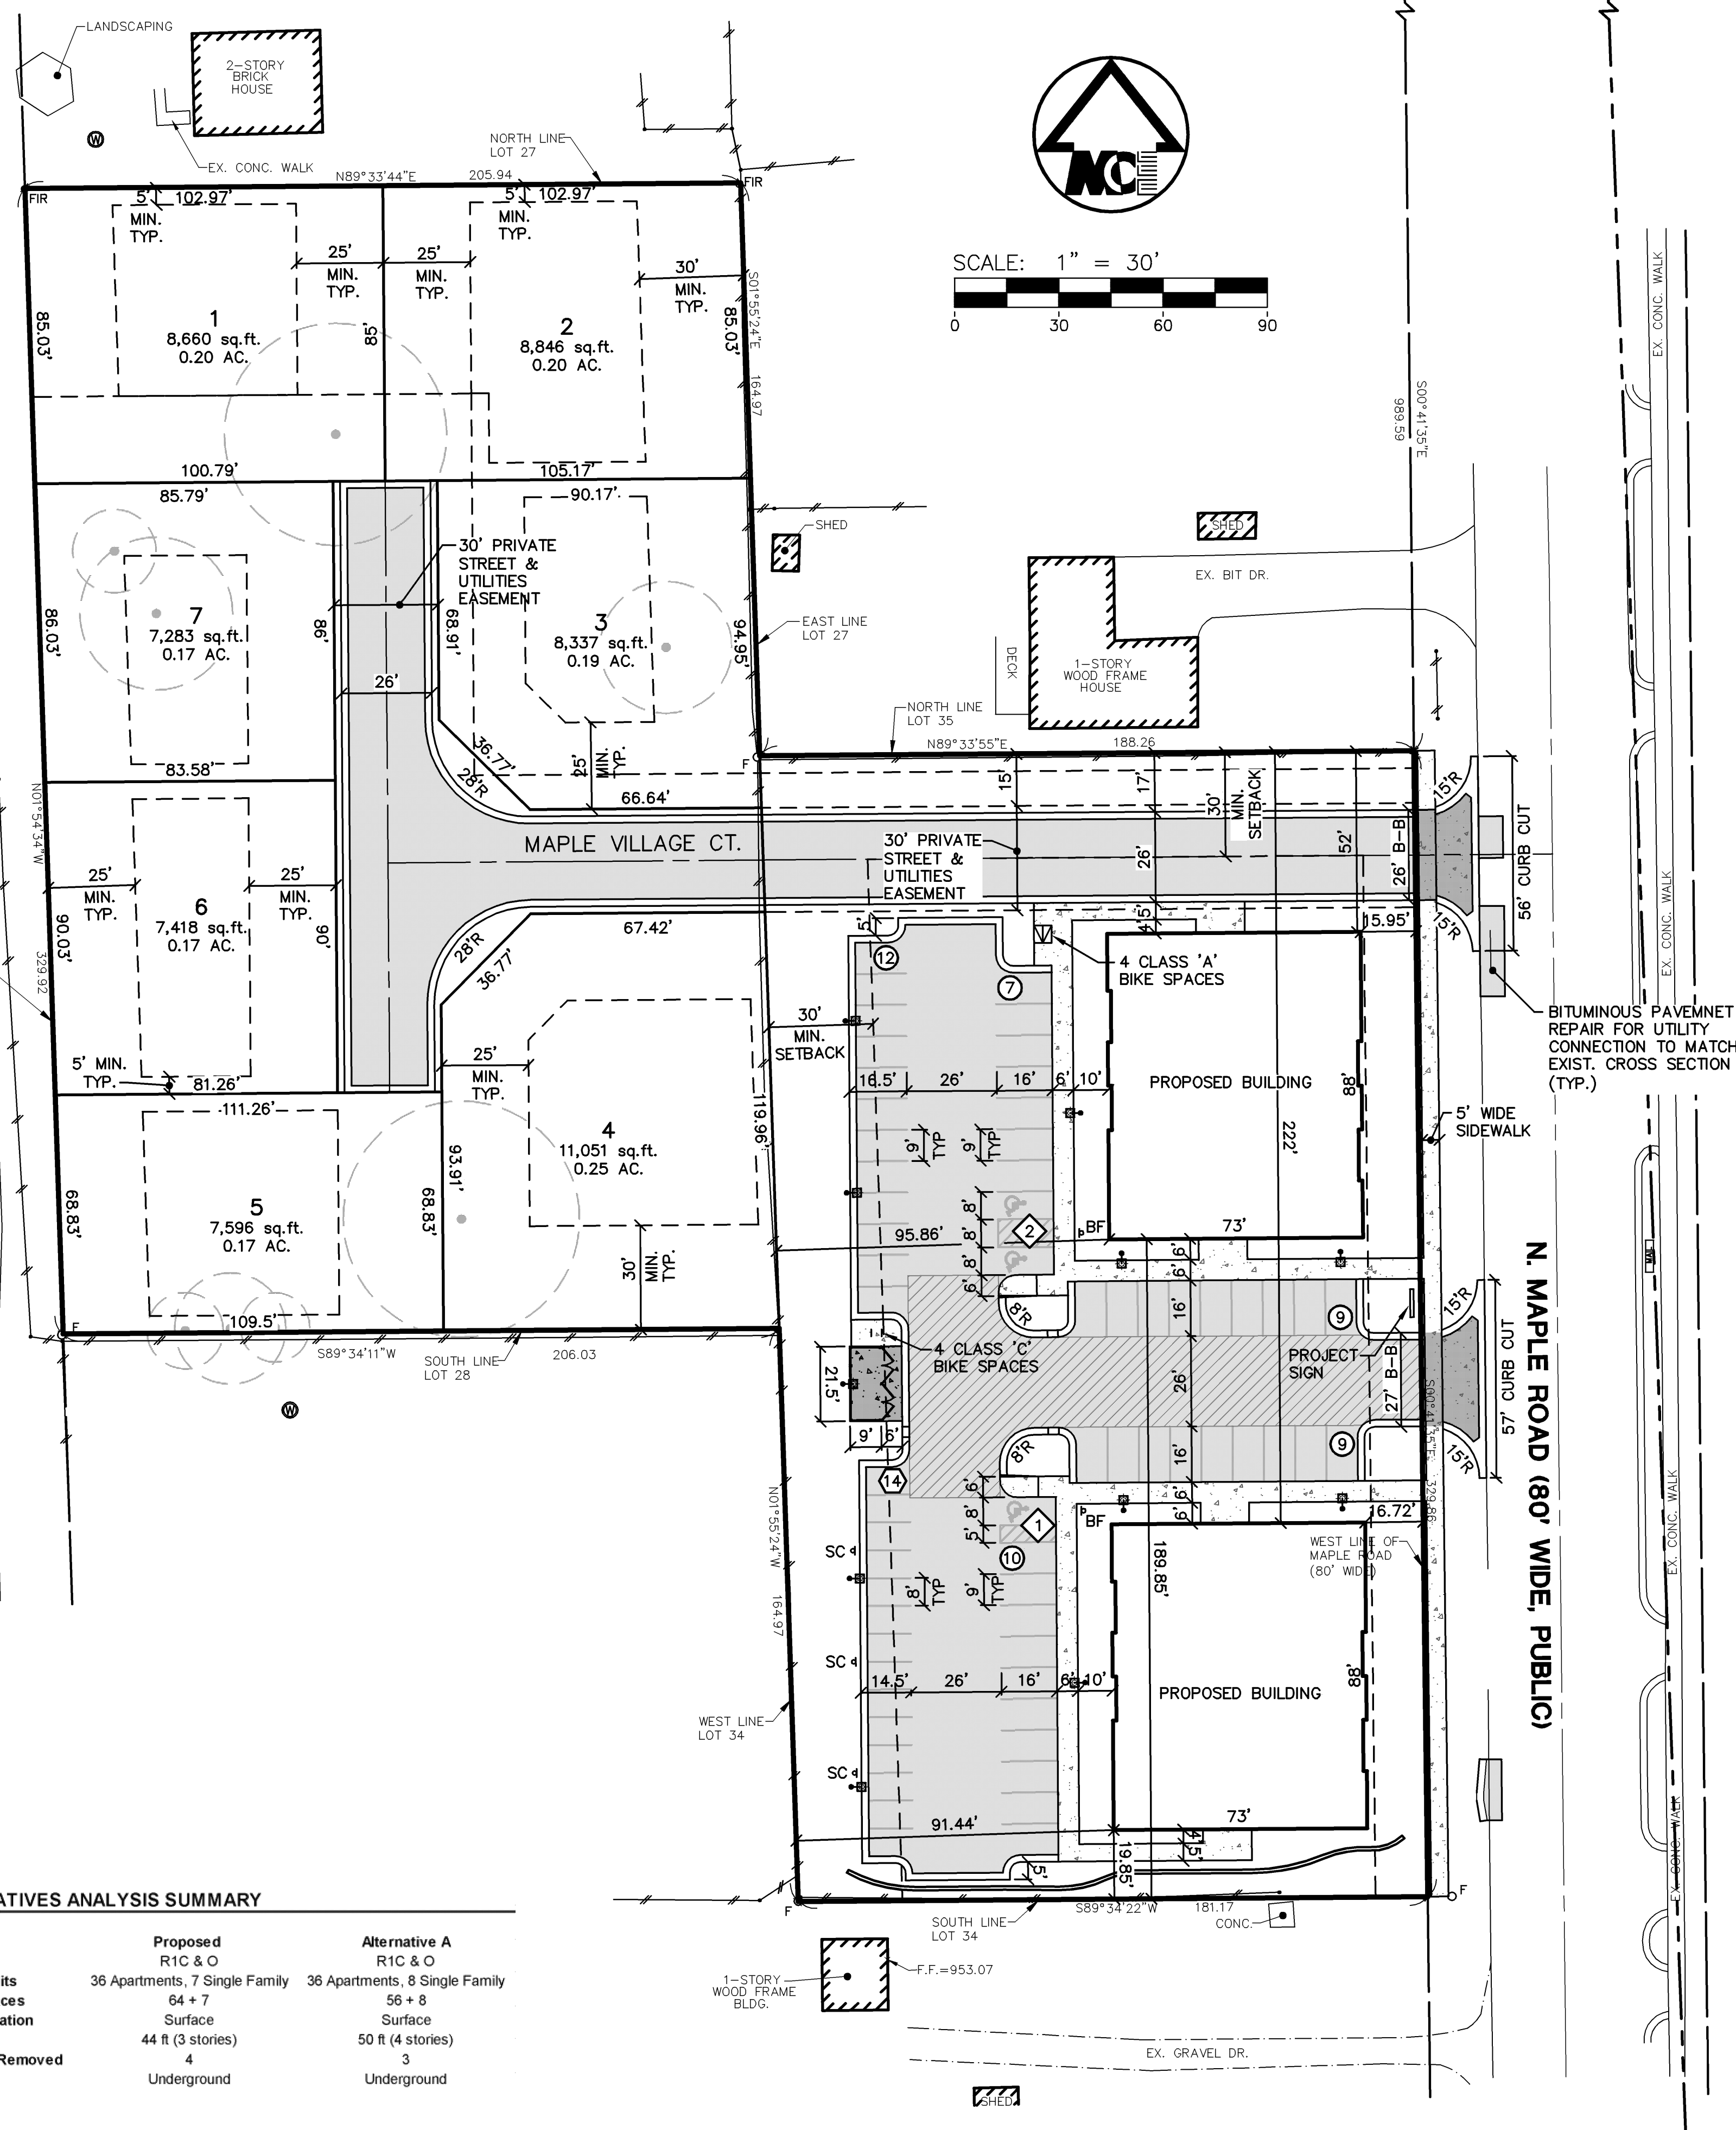 LANDSCAPING
2-STORY
BRICK
HOUSE
W
EX. CONC. WALK
NORTH LINE
LOT 27
N89°33'44"E
205.94
FIR
FIR
5'
102.97'
MIN.
TYP.
5'
102.97'
MIN.
TYP.
25'
MIN.
TYP.
25'
MIN.
TYP.
30'
MIN.
TYP.
85.03'
1
8,660 sq.ft.
0.20 AC.
85'
2
8,846 sq.ft.
0.20 AC.
85.03'
S01°55'24"E
164.97
NCE
SCALE: 1" = 30'
0
30
60
90
100.79'
105.17'
85.79'
90.17'
30' PRIVATE
STREET &
UTILITIES
EASEMENT
SHED
SHED
EX. BIT DR.
EAST LINE
LOT 27
86.03'
7
7,283 sq.ft.
0.17 AC.
86'
68.91'
3
8,337 sq.ft.
0.19 AC.
94.95'
26'
DECK
1-STORY
WOOD FRAME
HOUSE
NORTH LINE
LOT 35
N89°33'55"E
188.26
989.59
S00°41'35"E
EX. CONC. WALK
83.58'
36.77'
28'R
25'
MIN.
TYP.
66.64'
F
MAPLE VILLAGE CT.
30' PRIVATE
STREET &
UTILITIES
EASEMENT
15'
17'
30'
MIN.
SETBACK
26'
52'
26' B-B
15'R
15'R
56' CURB CUT
4.5'
15.95'
N01°54'34"W
329.92
90.03'
25'
MIN.
TYP.
6
7,418 sq.ft.
0.17 AC.
25'
MIN.
TYP.
90'
28'R
36.77'
67.42'
5' MIN.
TYP.
81.26'
5'
12
7
4 CLASS 'A'
BIKE SPACES
EX. CONC. WALK
BITUMINOUS PAVEMNET
REPAIR FOR UTILITY
CONNECTION TO MATCH
EXIST. CROSS SECTION
(TYP.)
30'
MIN.
SETBACK
25'
MIN.
TYP.
16.5'
26'
16'
6'
10'
PROPOSED BUILDING
88'
222'
5' WIDE
SIDEWALK
111.26'
5
7,596 sq.ft.
0.17 AC.
68.83'
93.91'
68.83'
4
11,051 sq.ft.
0.25 AC.
119.96'
9'
TYP
9'
TYP
8'
8'
8'
6'
2
BF
73'
95.86'
30'
MIN.
TYP.
109.5'
F
S89°34'11"W
SOUTH LINE
LOT 28
206.03
W
6'
6'
16'
9
8'R
4 CLASS 'C'
BIKE SPACES
PROJECT
SIGN
26'
27' B-B
15'R
15'R
57' CURB CUT
MAIL
N. MAPLE ROAD (80' WIDE, PUBLIC)
21.5'
9'
6'
8'R
16'
9
14
6'
8'
5'
1
BF
6'
6'
S00°41'35"E
329.86
16.72'
WEST LINE OF
MAPLE ROAD
(80' WIDE)
EX. CONC. WALK
N01°55'24"W
164.97
10
SC
8'
TYP
9'
TYP
189.85'
SC
14.5'
26'
16'
6'
10'
PROPOSED BUILDING
88'
WEST LINE
LOT 34
SC
91.44'
73'
4.5'
19.85'
5'
EX. CONC. WALK
F
F
SOUTH LINE
LOT 34
S89°34'22"W
181.17
CONC.
1-STORY
WOOD FRAME
BLDG.
F.F.=953.07
EX. GRAVEL DR.
SHED
ATIVES ANALYSIS SUMMARY
Proposed Alternative A
R1C & O R1C & O
its 36 Apartments, 7 Single Family 36 Apartments, 8 Single Family
ces 64 + 7 56 + 8
ation Surface Surface
44 ft (3 stories) 50 ft (4 stories)
Removed 4 3
Underground Underground